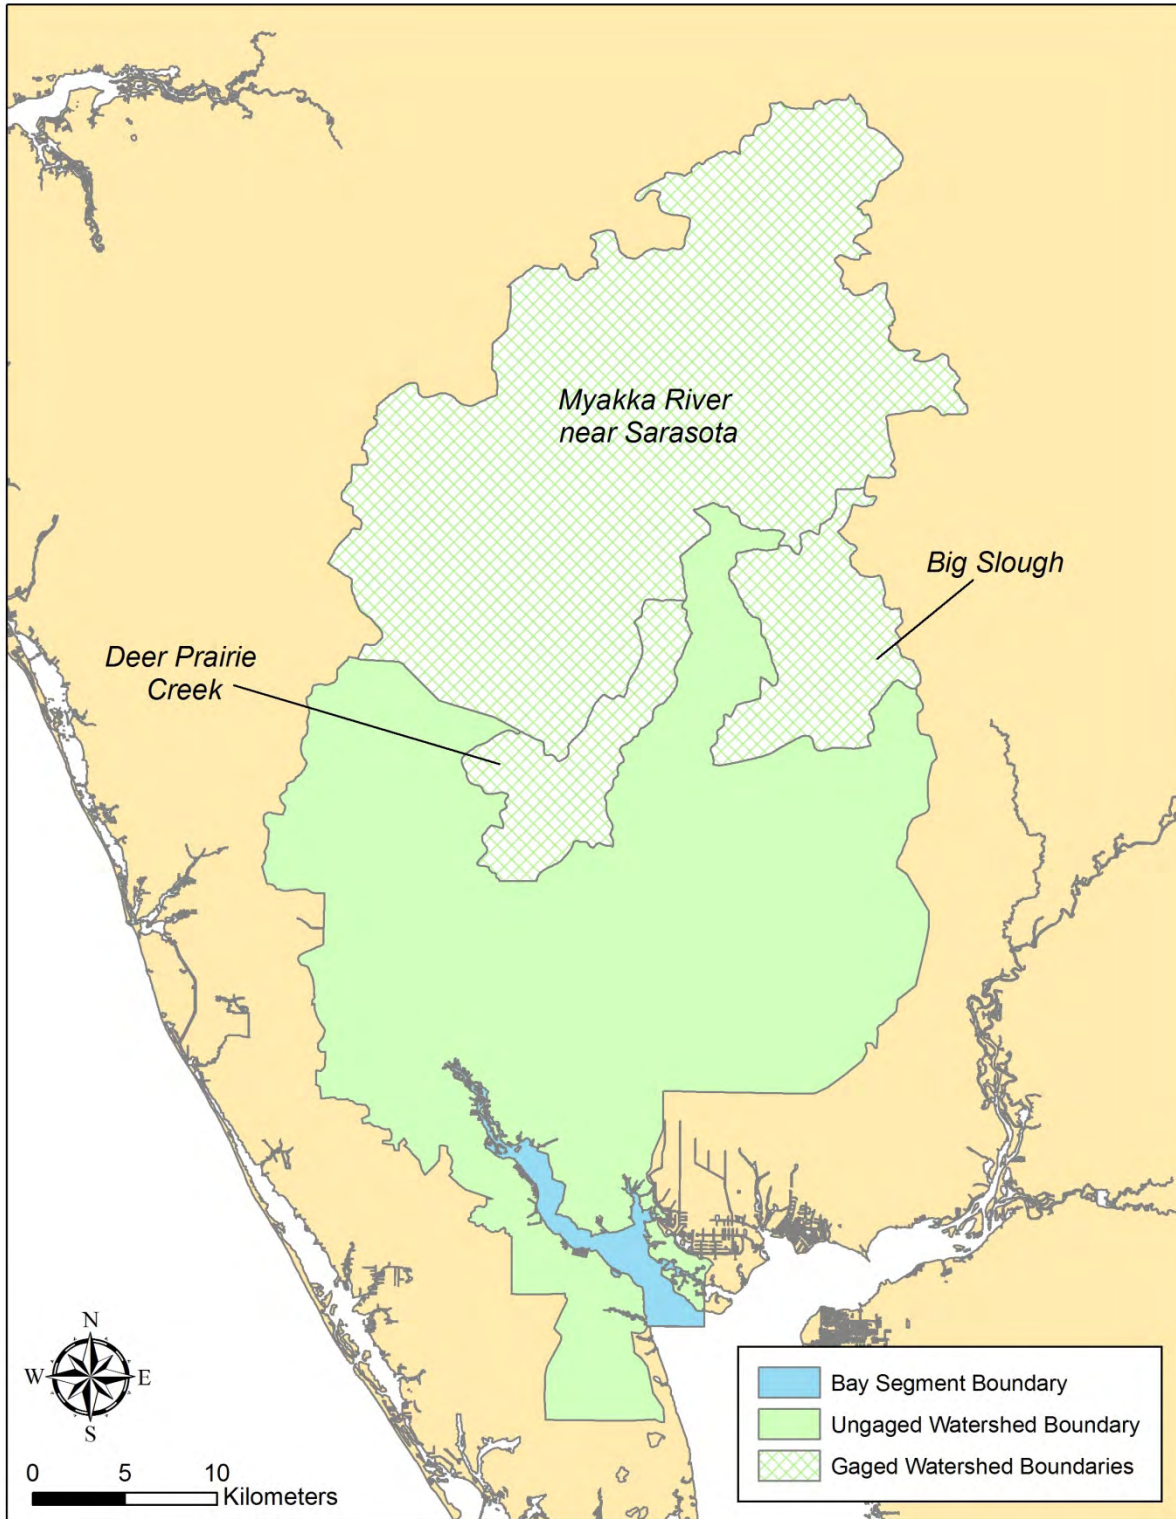 Myakka River
near Sarasota
Big Slough
Deer Prairie
Creek
N
W E
S
0 5 10
Kilometers
Bay Segment Boundary
Ungaged Watershed Boundary
Gaged Watershed Boundaries